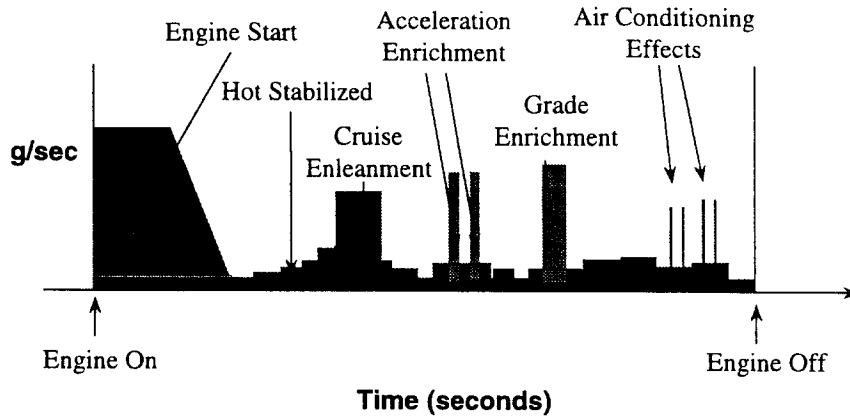 Engine Start
Acceleration
Enrichment
Air Conditioning
Effects
Hot Stabilized
Grade
Enrichment
Cruise
Enleanment
g/sec
Engine On
Engine Off
Time (seconds)